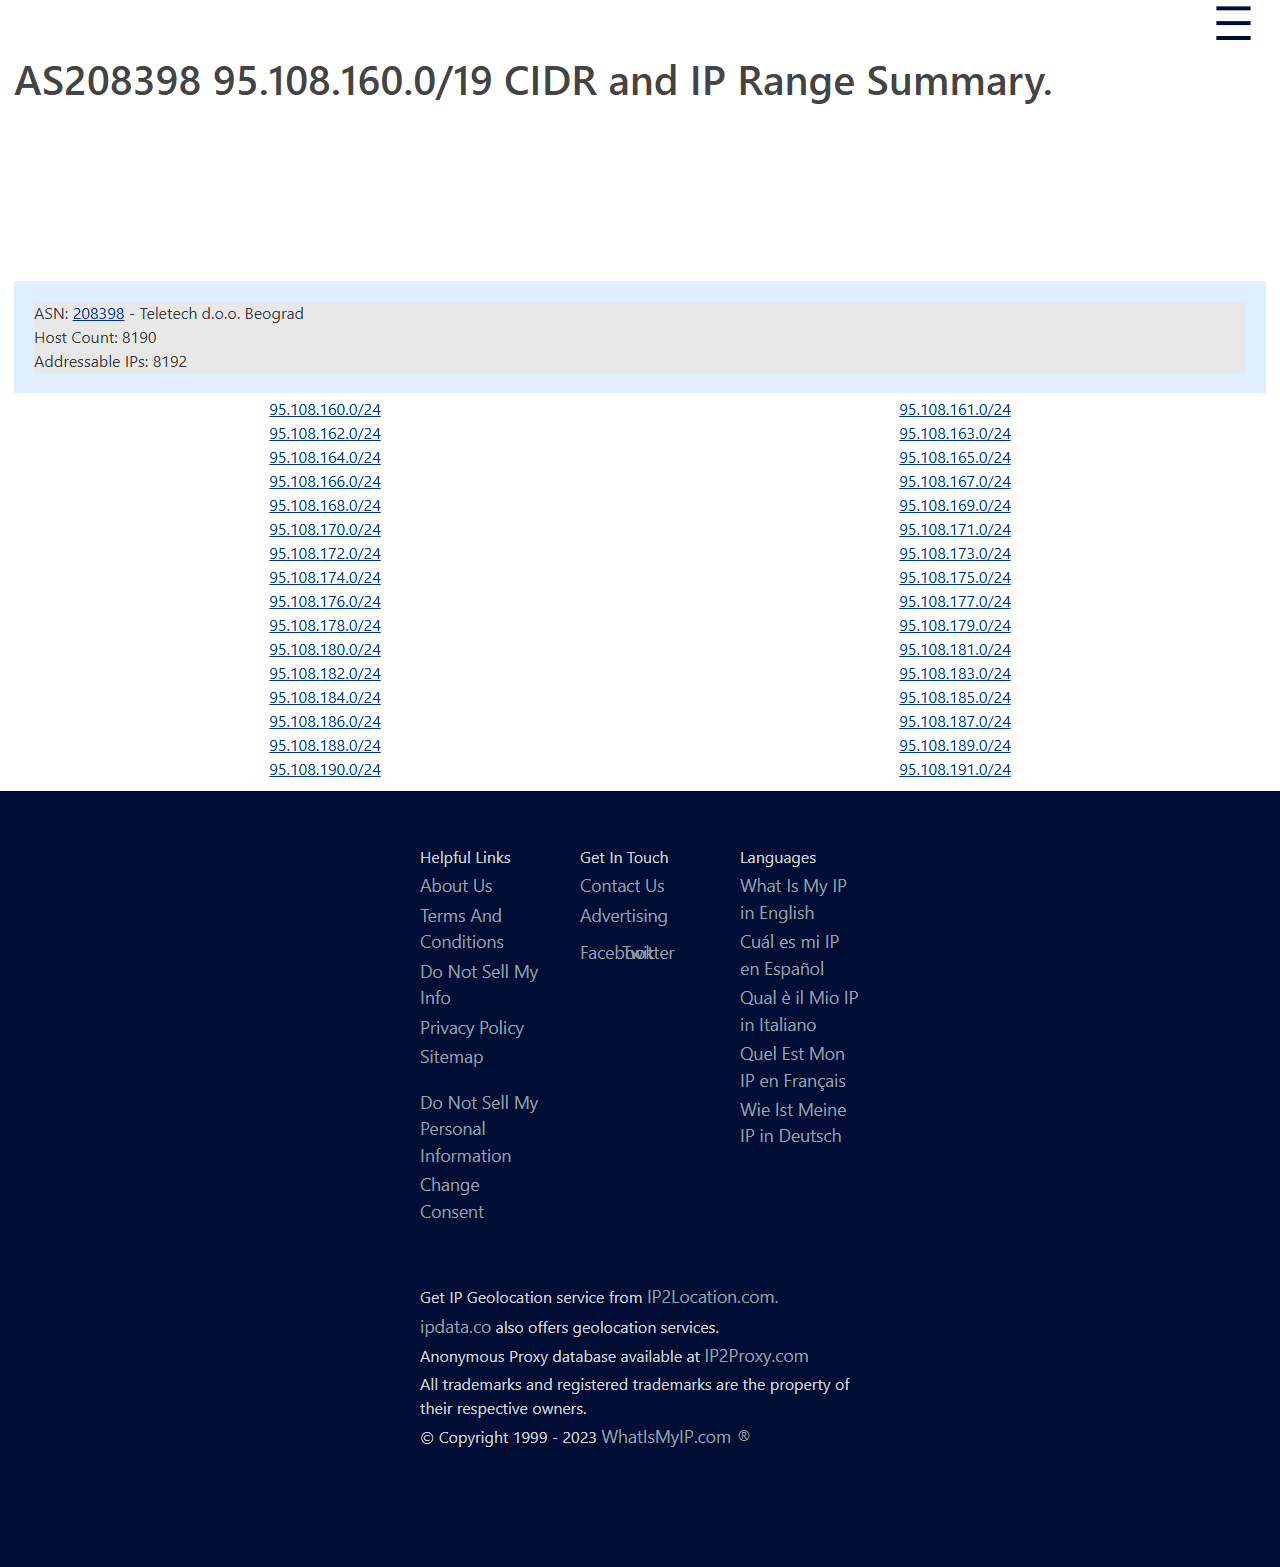 AS208398 95.108.160.0/19 CIDR and IP Range Summary.
ASN: 208398 - Teletech d.o.o. Beograd
Host Count: 8190
Addressable IPs: 8192
95.108.160.0/24 95.108.161.0/24
95.108.162.0/24 95.108.163.0/24
95.108.164.0/24 95.108.165.0/24
95.108.166.0/24 95.108.167.0/24
95.108.168.0/24 95.108.169.0/24
95.108.170.0/24 95.108.171.0/24
95.108.172.0/24 95.108.173.0/24
95.108.174.0/24 95.108.175.0/24
95.108.176.0/24 95.108.177.0/24
95.108.178.0/24 95.108.179.0/24
95.108.180.0/24 95.108.181.0/24
95.108.182.0/24 95.108.183.0/24
95.108.184.0/24 95.108.185.0/24
95.108.186.0/24 95.108.187.0/24
95.108.188.0/24 95.108.189.0/24
95.108.190.0/24 95.108.191.0/24
Helpful Links
About Us
Terms And
Conditions
Do Not Sell My
Info
Privacy Policy
Sitemap
Do Not Sell My
Personal
Information
Change
Consent
Get In Touch
Contact Us
Advertising
Facebook Twitter
Languages
What Is My IP
in English
Cuál es mi IP
en Español
Qual è il Mio IP
in Italiano
Quel Est Mon
IP en Français
Wie Ist Meine
IP in Deutsch
Get IP Geolocation service from IP2Location.com.
ipdata.co also offers geolocation services.
Anonymous Proxy database available at IP2Proxy.com
All trademarks and registered trademarks are the property of
their respective owners.
© Copyright 1999 - 2023 WhatIsMyIP.com ®